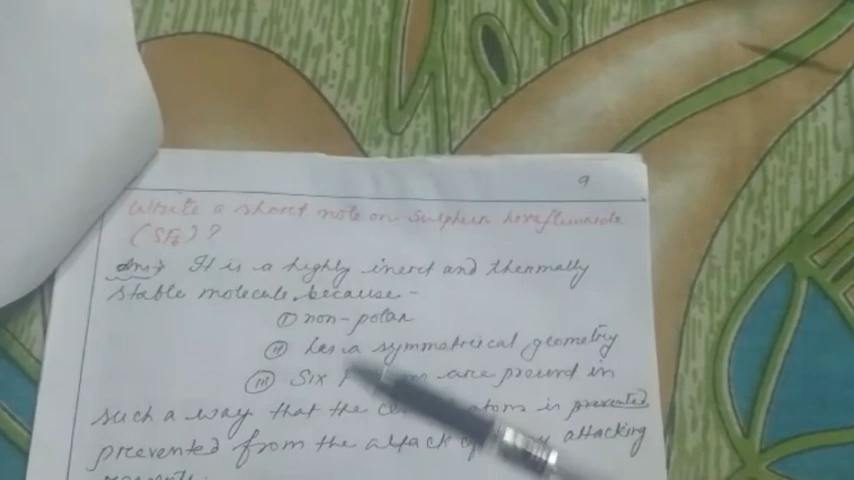 9
Write a short note on Sulphur hexafluoride
(SF6)?
Ans→ It is a highly inert and thermally
stable molecule because -
(i) non-polar
(ii) has a symmetrical geometry
(iii) Six are present in
such a way that the atom is prevented
prevented from the attack attacking